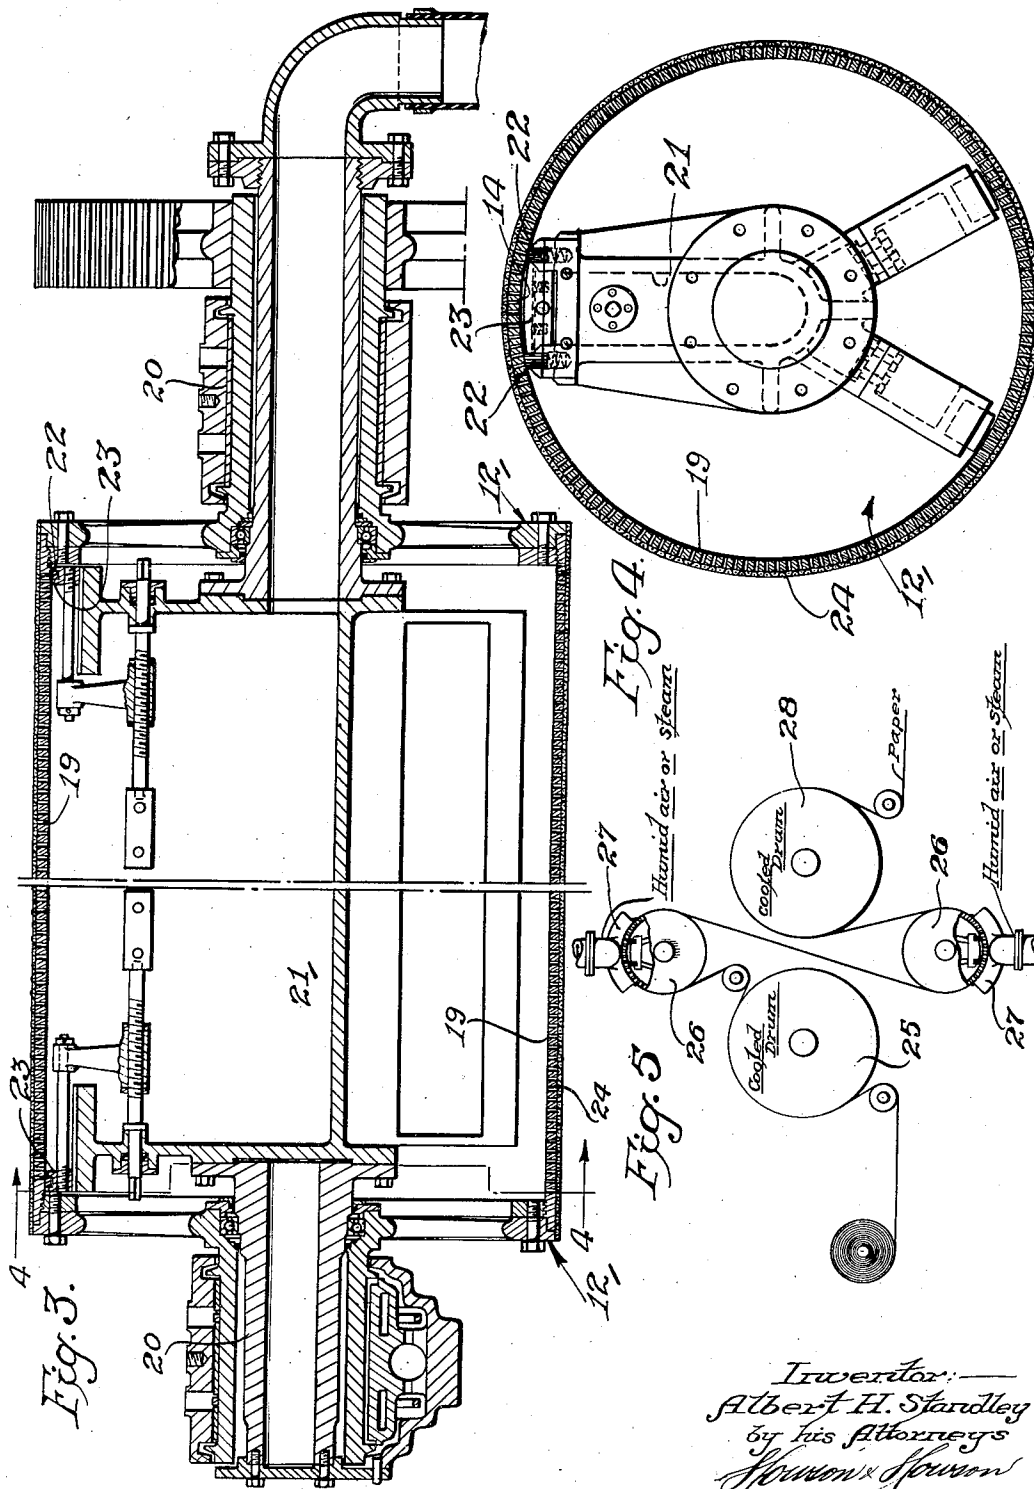 Fig. 3.
4
4
12
12
19
19
20
20
21
22
23
23
24
Fig. 4.
12
14
19
21
22
22
23
24
Fig. 5
Humid air or steam
Humid air or steam
Cooled
Drum
Cooled
Drum
Paper
25
26
26
27
27
28
Inventor:—
Albert H. Standley
by his Attorneys
Howson & Howson